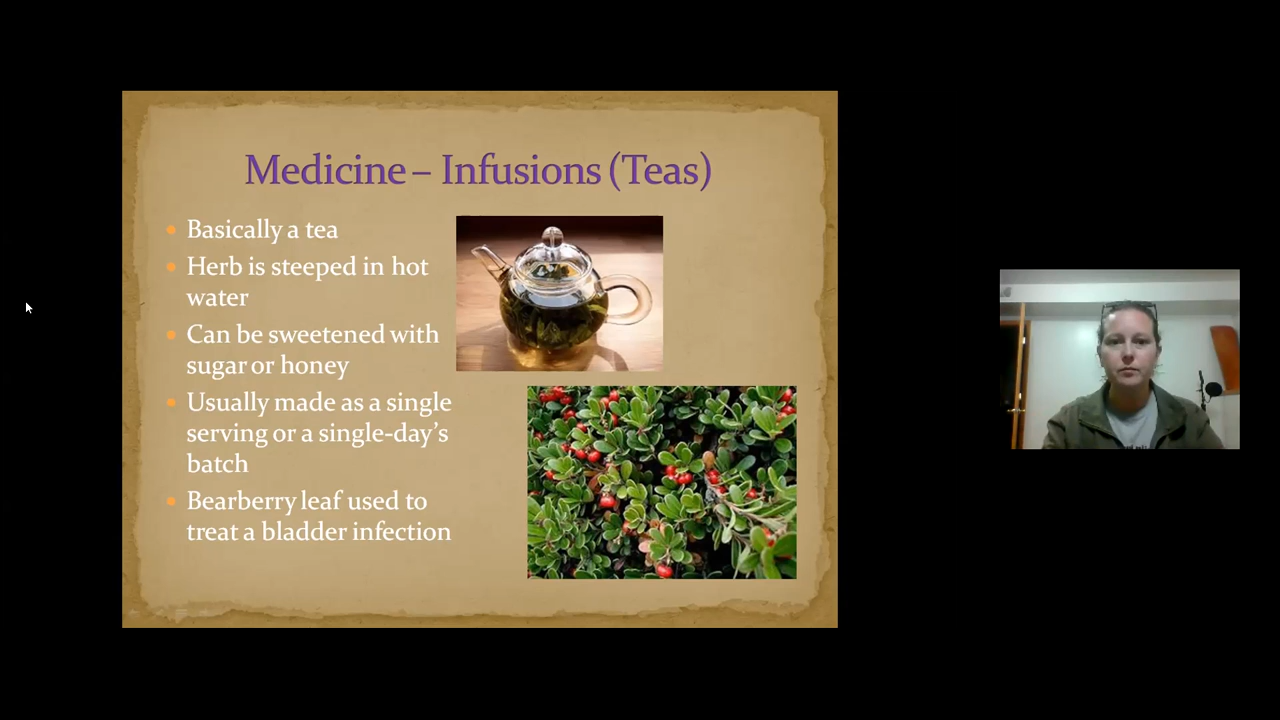 Medicine – Infusions (Teas)
Basically a tea
Herb is steeped in hot
water
Can be sweetened with
sugar or honey
Usually made as a single
serving or a single-day’s
batch
Bearberry leaf used to
treat a bladder infection